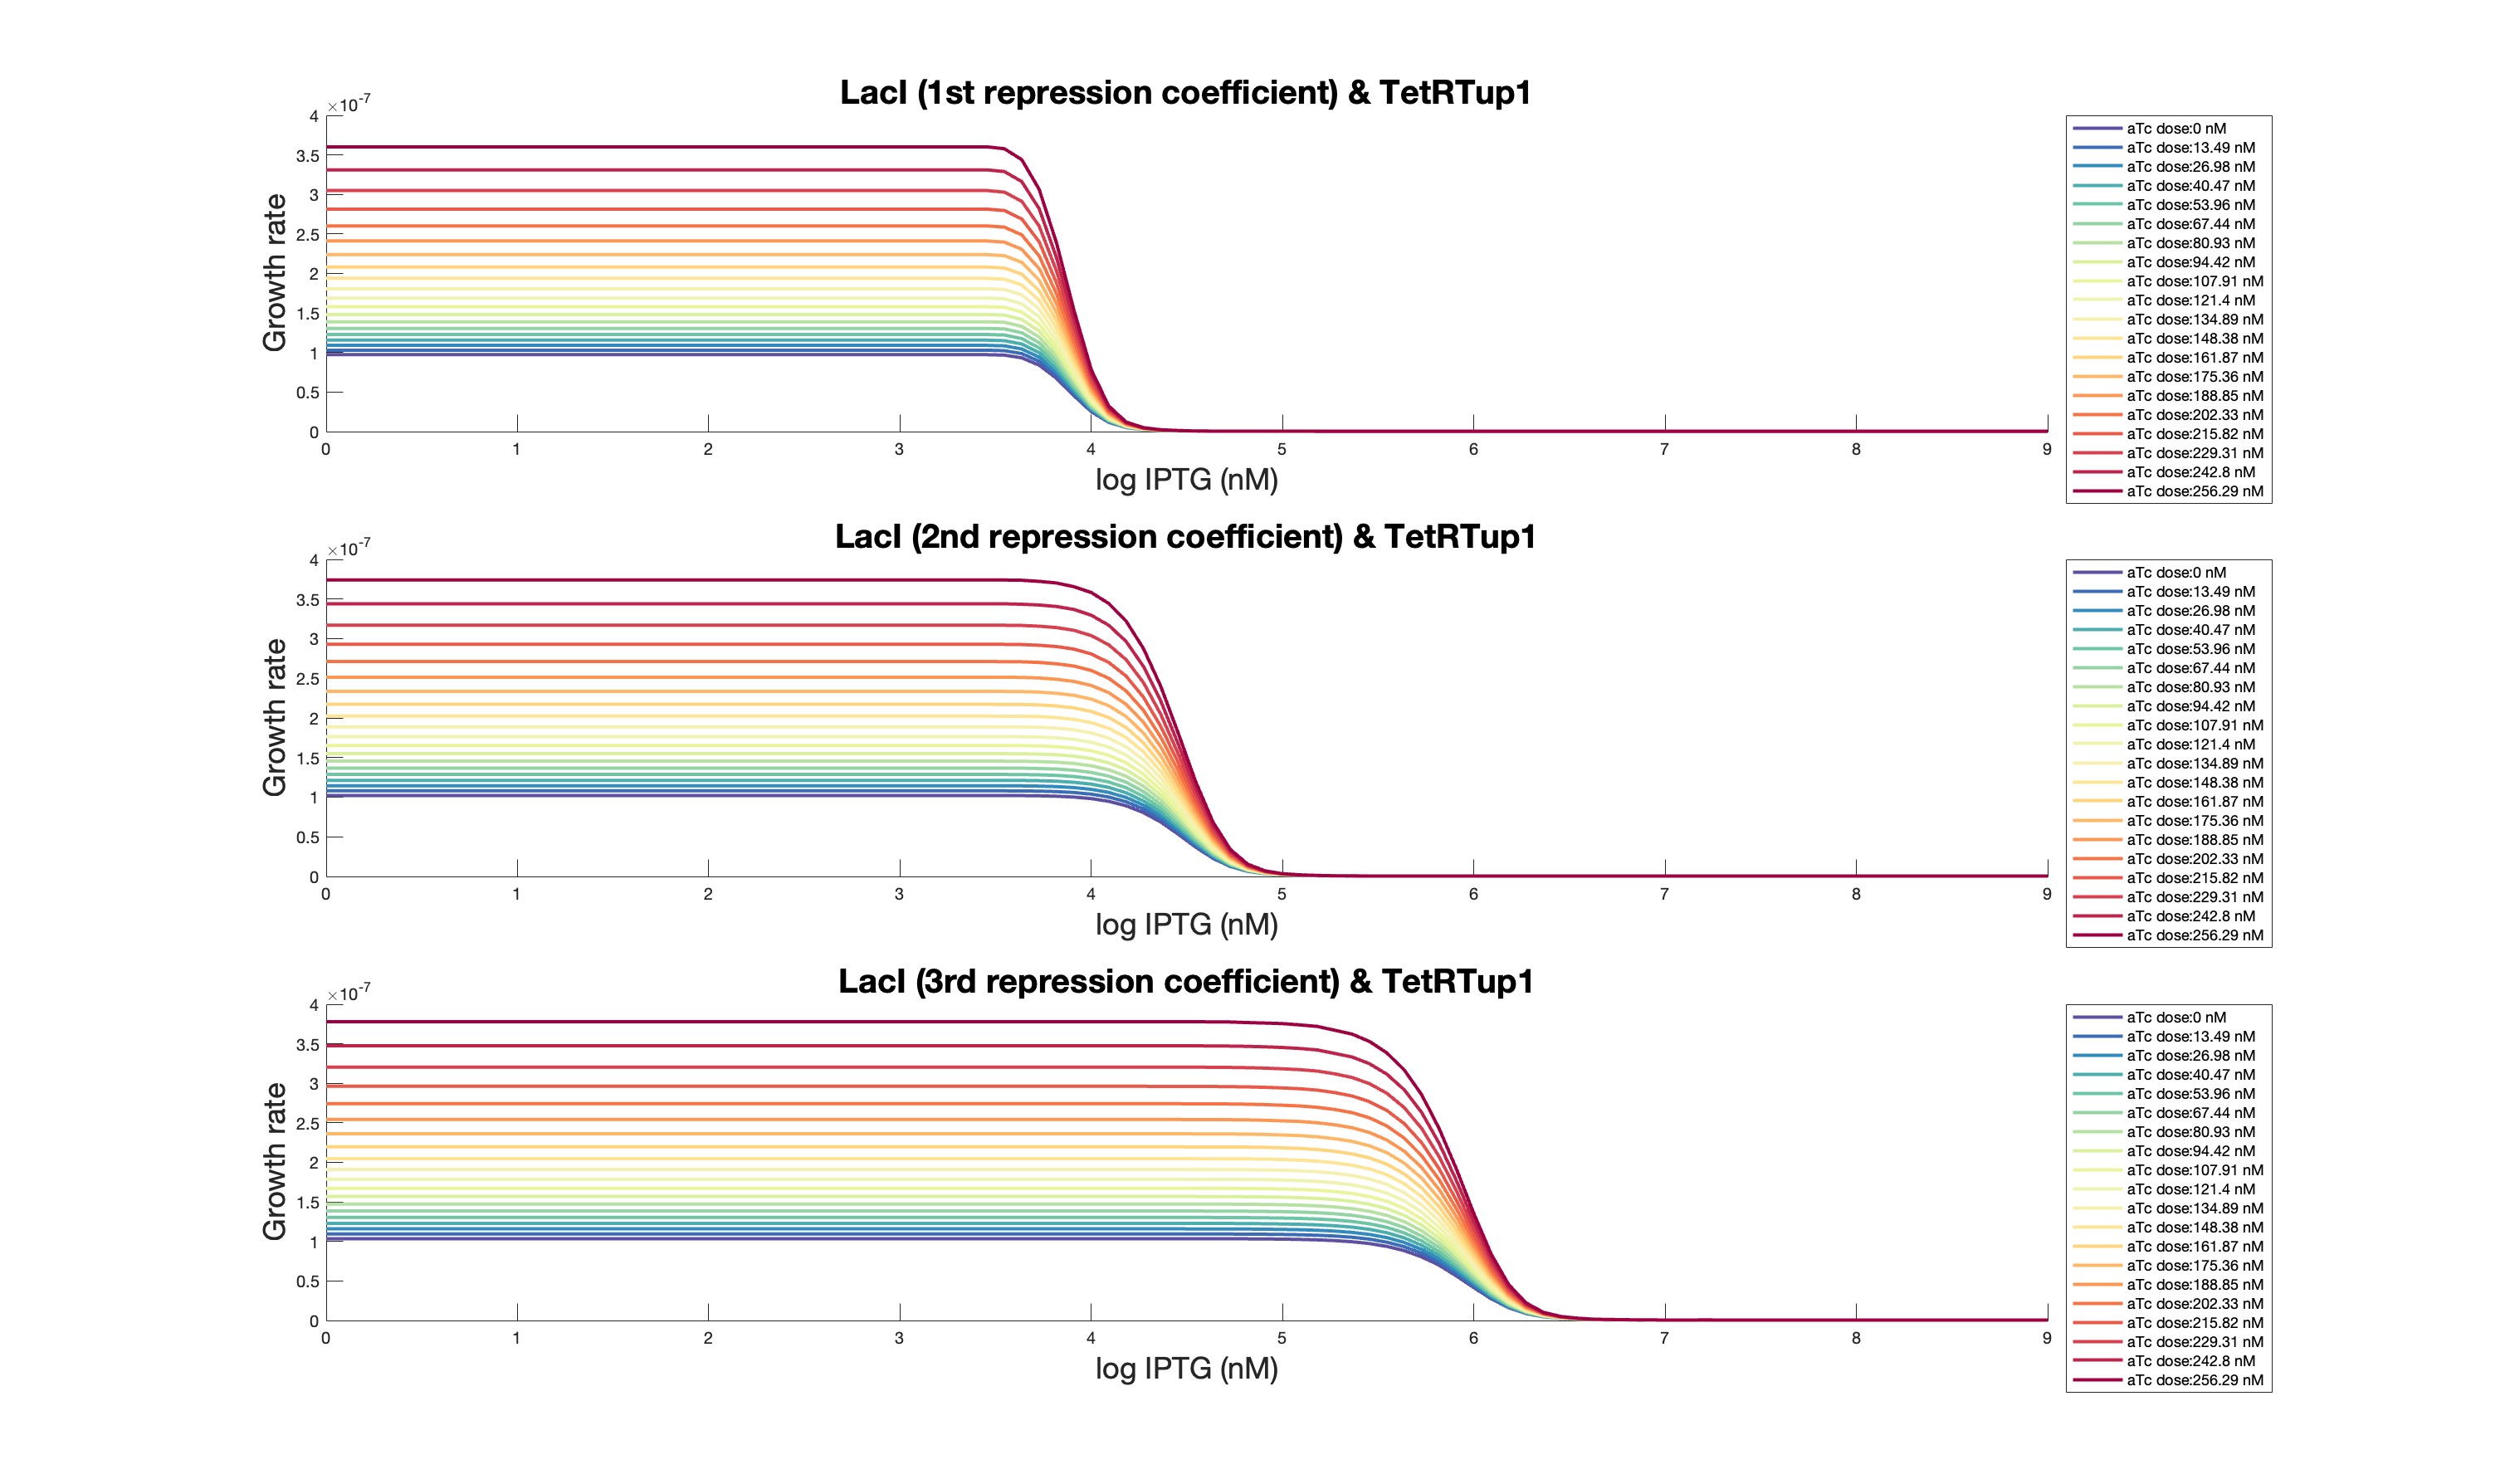 LacI (1st repression coefficient) & TetRTup1
×10-7
4
3.5
3
2.5
2
1.5
1
0.5
0
Growth rate
0 1 2 3 4 5 6 7 8 9
log IPTG (nM)
aTc dose:0 nM
aTc dose:13.49 nM
aTc dose:26.98 nM
aTc dose:40.47 nM
aTc dose:53.96 nM
aTc dose:67.44 nM
aTc dose:80.93 nM
aTc dose:94.42 nM
aTc dose:107.91 nM
aTc dose:121.4 nM
aTc dose:134.89 nM
aTc dose:148.38 nM
aTc dose:161.87 nM
aTc dose:175.36 nM
aTc dose:188.85 nM
aTc dose:202.33 nM
aTc dose:215.82 nM
aTc dose:229.31 nM
aTc dose:242.8 nM
aTc dose:256.29 nM
LacI (2nd repression coefficient) & TetRTup1
×10-7
4
3.5
3
2.5
2
1.5
1
0.5
0
Growth rate
0 1 2 3 4 5 6 7 8 9
log IPTG (nM)
aTc dose:0 nM
aTc dose:13.49 nM
aTc dose:26.98 nM
aTc dose:40.47 nM
aTc dose:53.96 nM
aTc dose:67.44 nM
aTc dose:80.93 nM
aTc dose:94.42 nM
aTc dose:107.91 nM
aTc dose:121.4 nM
aTc dose:134.89 nM
aTc dose:148.38 nM
aTc dose:161.87 nM
aTc dose:175.36 nM
aTc dose:188.85 nM
aTc dose:202.33 nM
aTc dose:215.82 nM
aTc dose:229.31 nM
aTc dose:242.8 nM
aTc dose:256.29 nM
LacI (3rd repression coefficient) & TetRTup1
×10-7
4
3.5
3
2.5
2
1.5
1
0.5
0
Growth rate
0 1 2 3 4 5 6 7 8 9
log IPTG (nM)
aTc dose:0 nM
aTc dose:13.49 nM
aTc dose:26.98 nM
aTc dose:40.47 nM
aTc dose:53.96 nM
aTc dose:67.44 nM
aTc dose:80.93 nM
aTc dose:94.42 nM
aTc dose:107.91 nM
aTc dose:121.4 nM
aTc dose:134.89 nM
aTc dose:148.38 nM
aTc dose:161.87 nM
aTc dose:175.36 nM
aTc dose:188.85 nM
aTc dose:202.33 nM
aTc dose:215.82 nM
aTc dose:229.31 nM
aTc dose:242.8 nM
aTc dose:256.29 nM